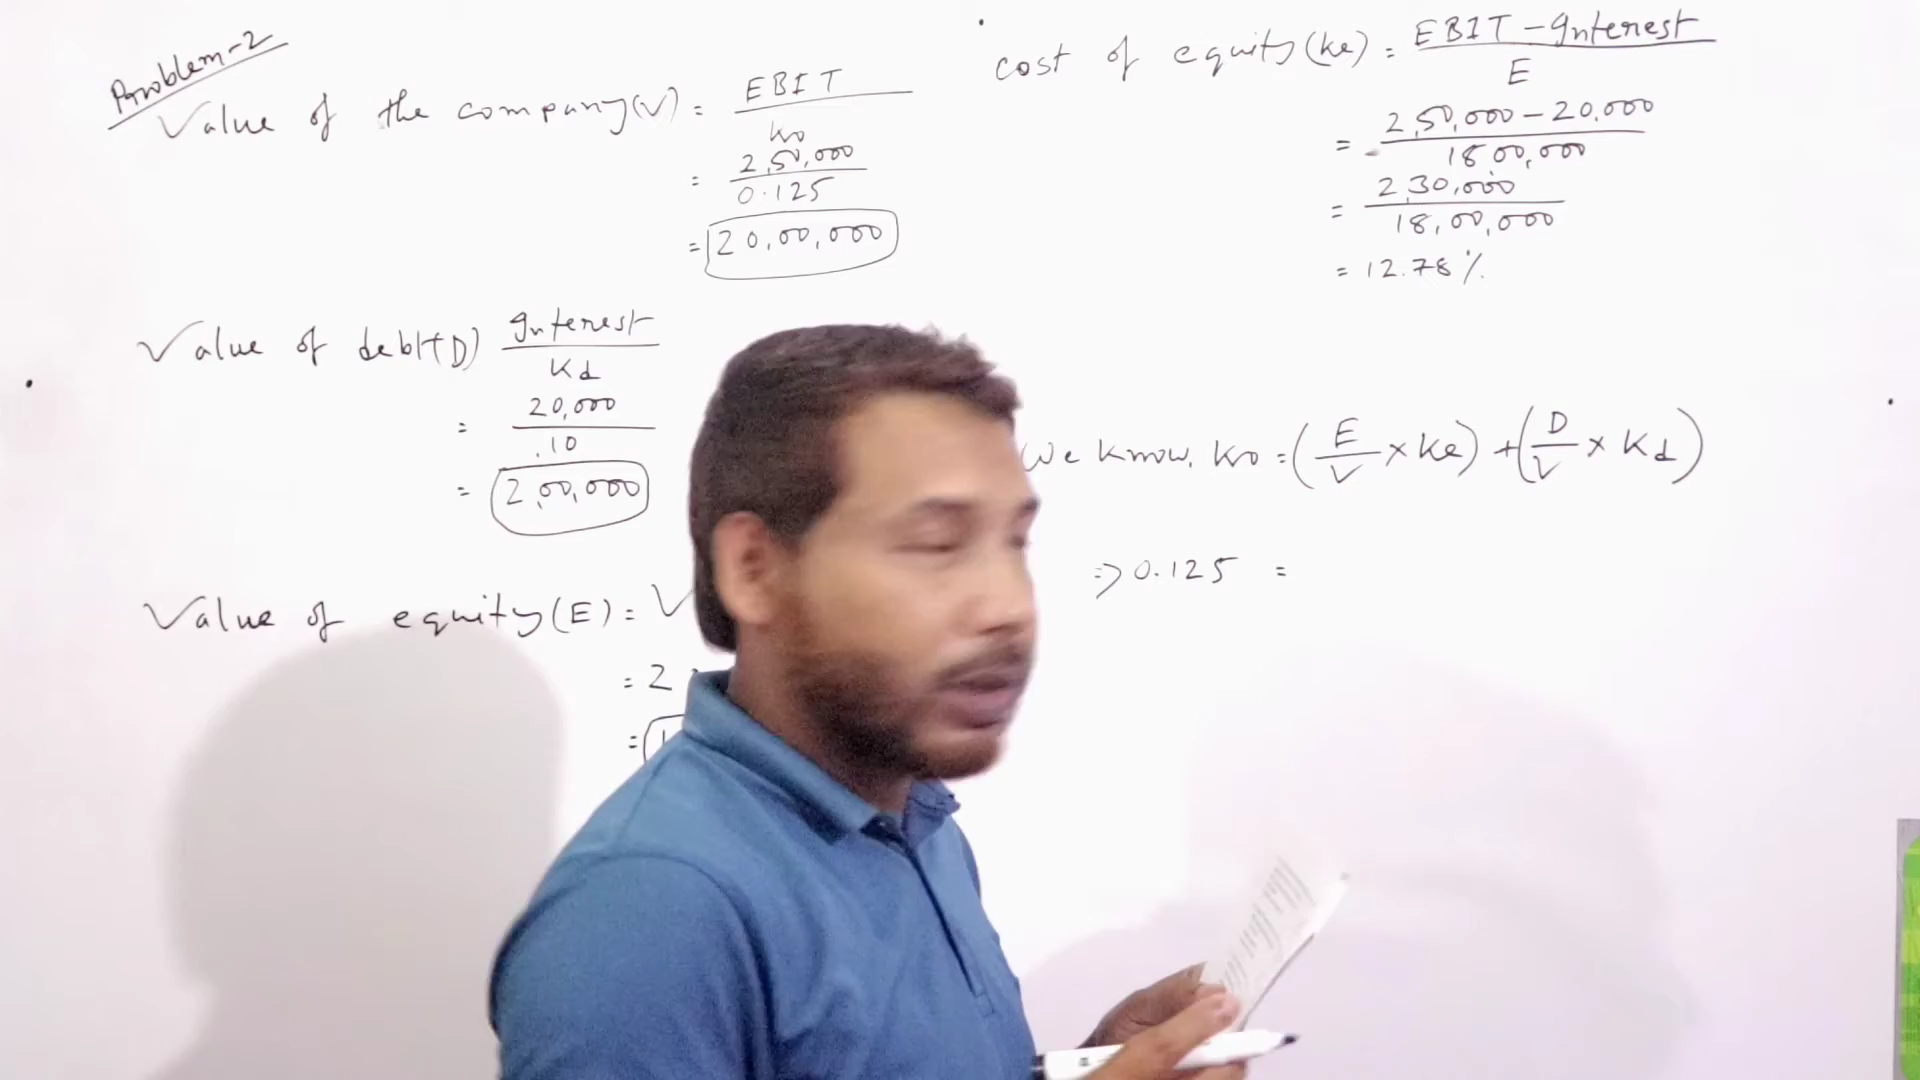 Problem-2
Value of the company(V) = EBIT
Ko
= 2,50,000
0.125
= 20,00,000
Value of debt(D) Interest
Kd
= 20,000
.10
= 2,00,000
Value of equity(E) = V
= 2
=
cost of equity(ke) = EBIT - Interest
E
= 2,50,000 - 20,000
18,00,000
= 2,30,000
18,00,000
= 12.78%
We know, Ko = (E/V × ke) + (D/V × Kd)
⇒ 0.125 =